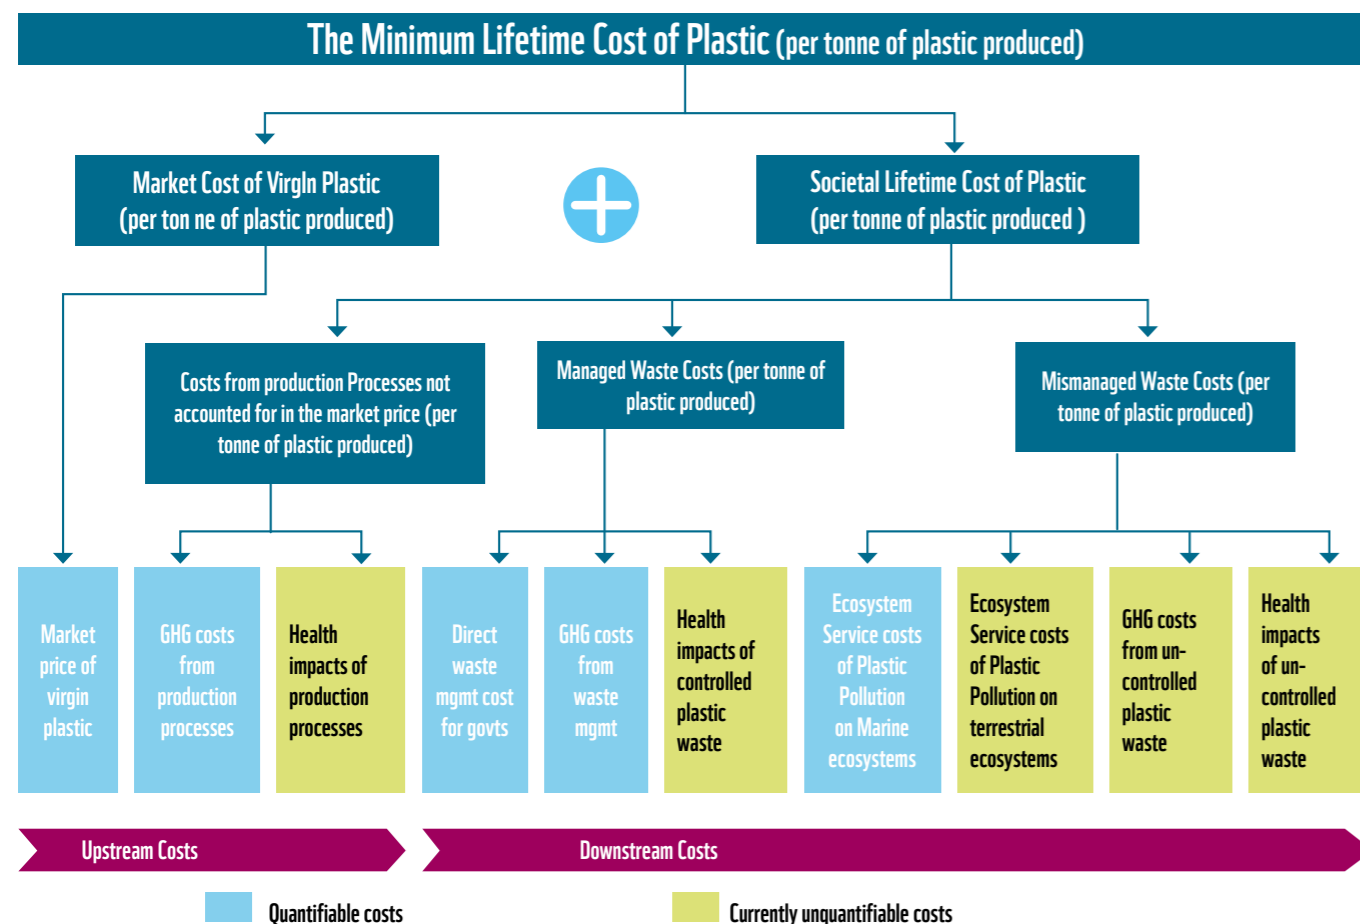 The Minimum Lifetime Cost of Plastic (per tonne of plastic produced)
Market Cost of VirgIn Plastic
(per ton ne of plastic produced)
Societal Lifetime Cost of Plastic
(per tonne of plastic produced )
Costs from production Processes not
accounted for in the market price (per
tonne of plastic produced)
Managed Waste Costs (per tonne of
plastic produced)
Mismanaged Waste Costs (per
tonne of plastic produced)
Market
price of
virgin
plastic
GHG costs
from
production
processes
Health
impacts of
production
processes
Direct
waste
mgmt cost
for govts
GHG costs
from
waste
mgmt
Health
impacts of
controlled
plastic
waste
Ecosystem
Service costs
of Plastic
Pollution
on Marine
ecosystems
Ecosystem
Service costs
of Plastic
Pollution on
terrestrial
ecosystems
GHG costs
from un-
controlled
plastic
waste
Health
impacts
of un-
controlled
plastic
waste
Upstream Costs
Downstream Costs
Quantifiable costs
Currently unquantifiable costs